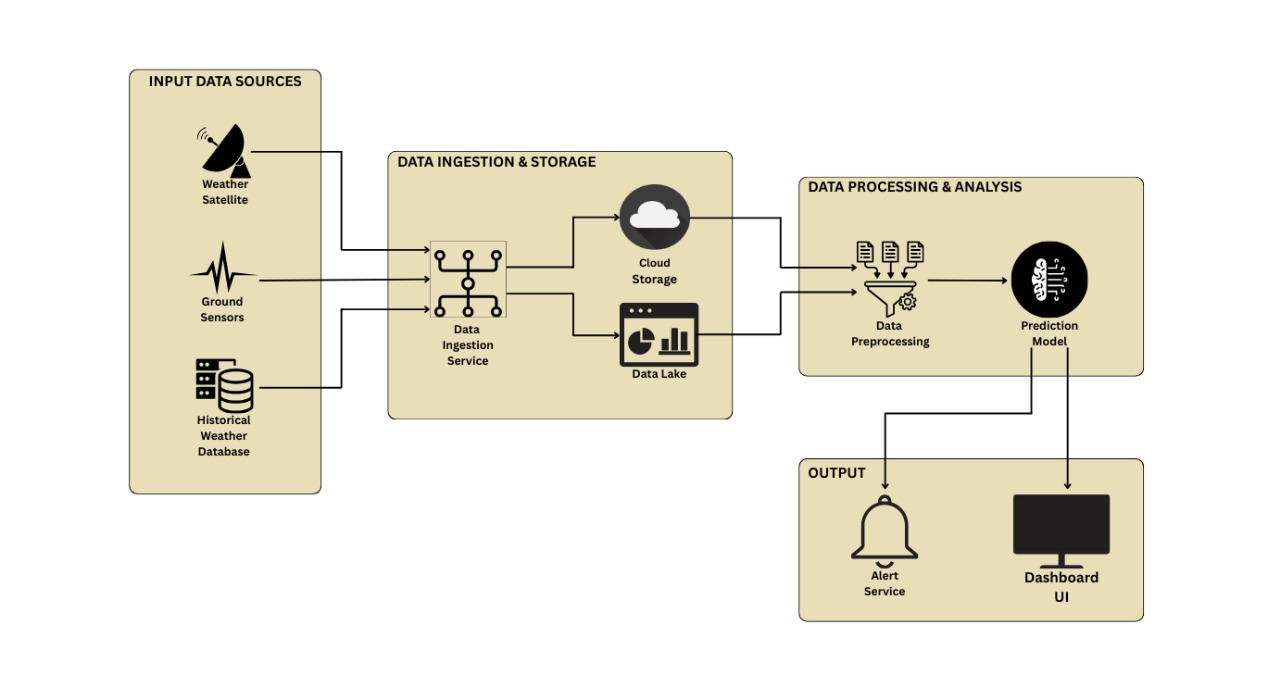 INPUT DATA SOURCES
Weather
Satellite
Ground
Sensors
Historical
Weather
Database
DATA INGESTION & STORAGE
Data
Ingestion
Service
Cloud
Storage
Data Lake
DATA PROCESSING & ANALYSIS
Data
Preprocessing
Prediction
Model
OUTPUT
Alert
Service
Dashboard
UI